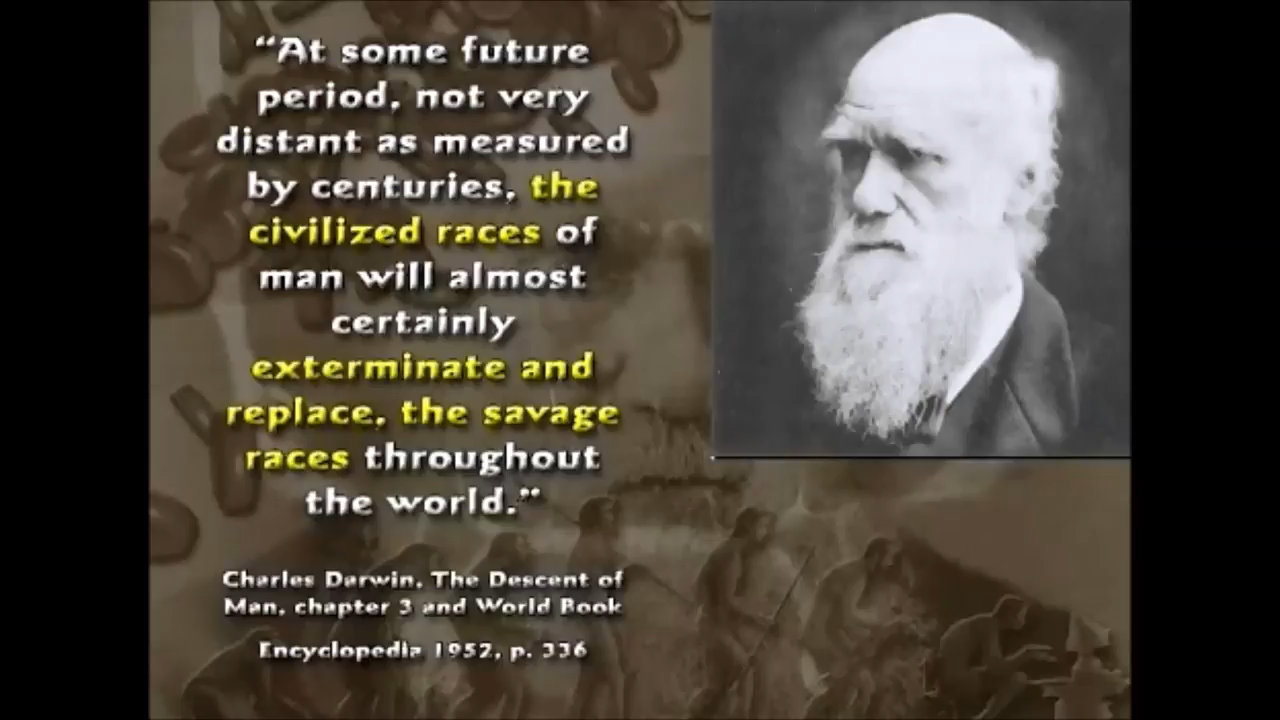 “At some future
period, not very
distant as measured
by centuries, the
civilized races of
man will almost
certainly
exterminate and
replace, the savage
races throughout
the world.”
Charles Darwin, The Descent of
Man, chapter 3 and World Book
Encyclopedia 1952, p. 336